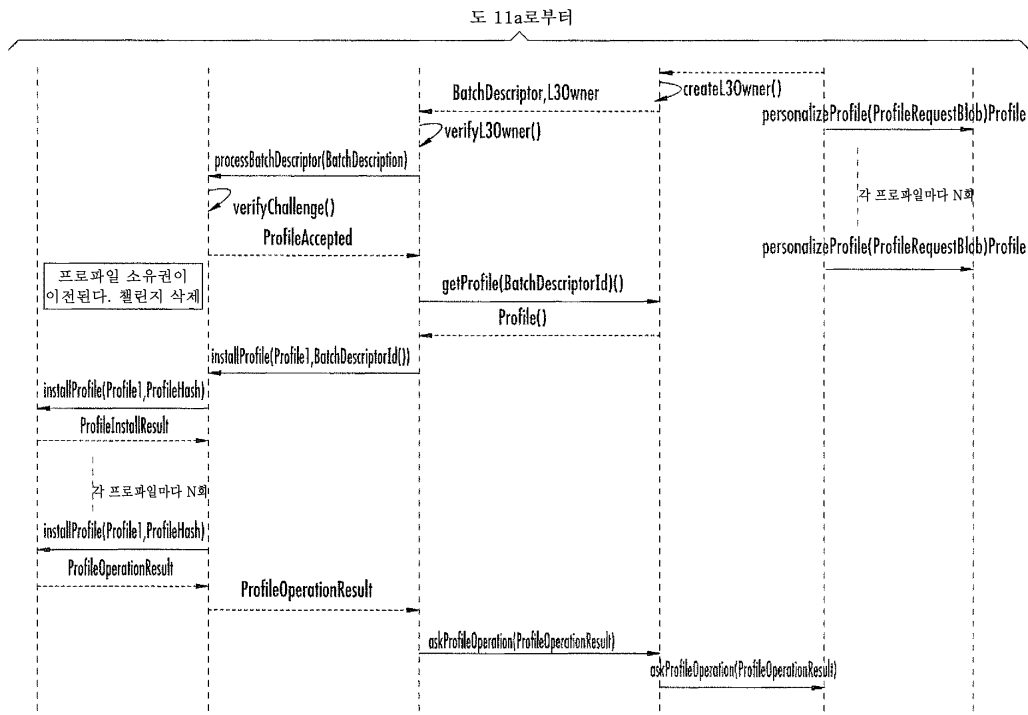 도 11a로부터
createL3Owner()
BatchDescriptor,L3Owner
personalizeProfile(ProfileRequestBlob)Profile
verifyL3Owner()
processBatchDescriptor(BatchDescription)
각 프로파일마다 N회
verifyChallenge()
ProfileAccepted
personalizeProfile(ProfileRequestBlob)Profile
프로파일 소유권이
이전된다. 챌린지 삭제
getProfile(BatchDescriptorId)()
Profile()
installProfile(Profile1,BatchDescriptorId())
installProfile(Profile1,ProfileHash)
ProfileInstallResult
각 프로파일마다 N회
installProfile(Profile1,ProfileHash)
ProfileOperationResult
ProfileOperationResult
askProfileOperation(ProfileOperationResult)
askProfileOperation(ProfileOperationResult)